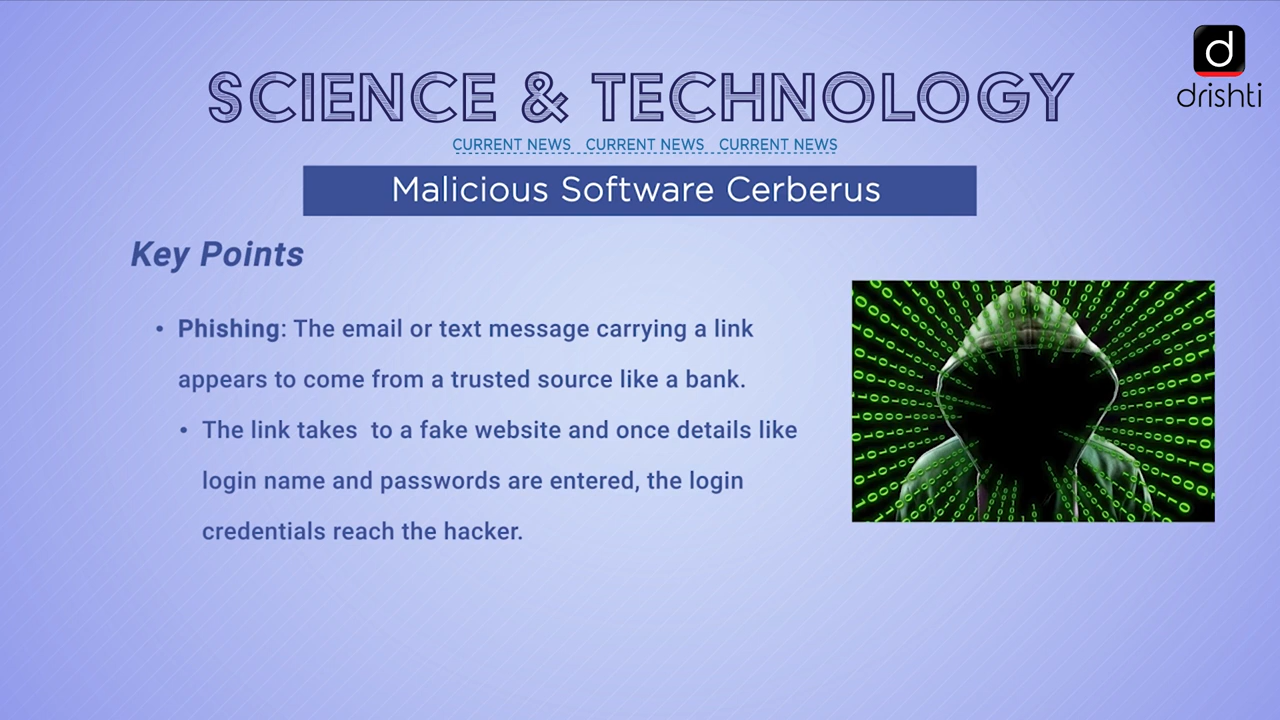 SCIENCE & TECHNOLOGY
d
drishti
CURRENT NEWS CURRENT NEWS CURRENT NEWS
Malicious Software Cerberus
Key Points
• Phishing: The email or text message carrying a link
appears to come from a trusted source like a bank.
• The link takes to a fake website and once details like
login name and passwords are entered, the login
credentials reach the hacker.